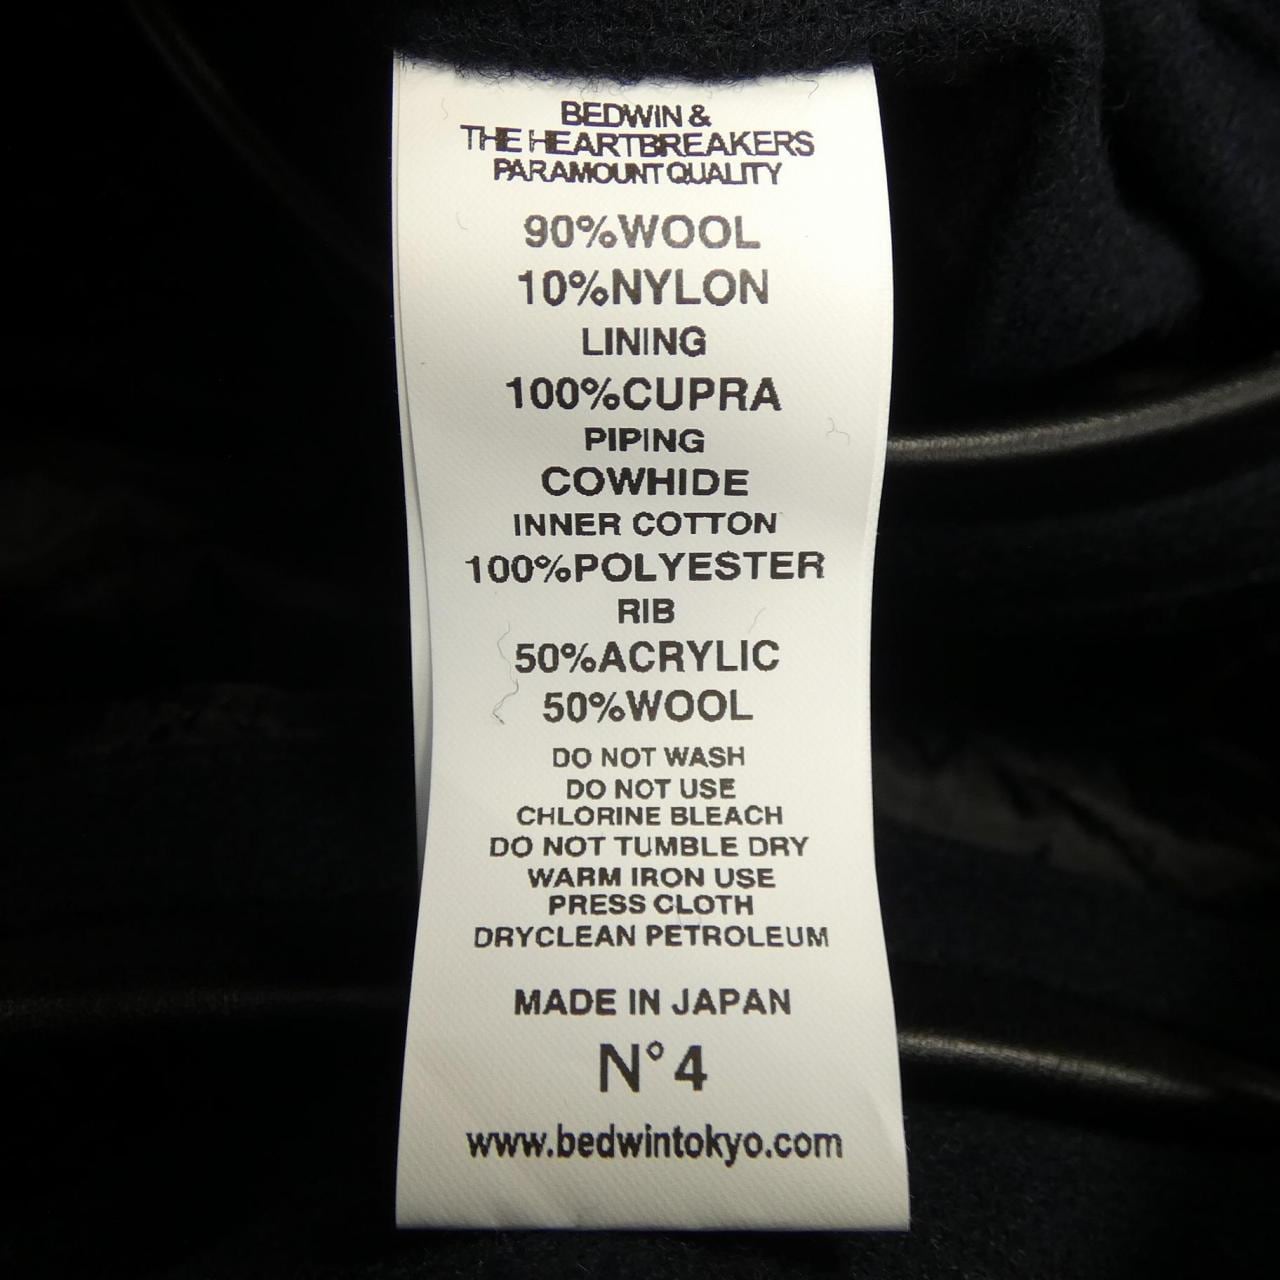 BEDWIN &
THE HEARTBREAKERS
PARAMOUNT QUALITY
90%WOOL
10%NYLON
LINING
100%CUPRA
PIPING
COWHIDE
INNER COTTON
100%POLYESTER
RIB
50%ACRYLIC
50%WOOL
DO NOT WASH
DO NOT USE
CHLORINE BLEACH
DO NOT TUMBLE DRY
WARM IRON USE
PRESS CLOTH
DRYCLEAN PETROLEUM
MADE IN JAPAN
N°4
www.bedwintokyo.com